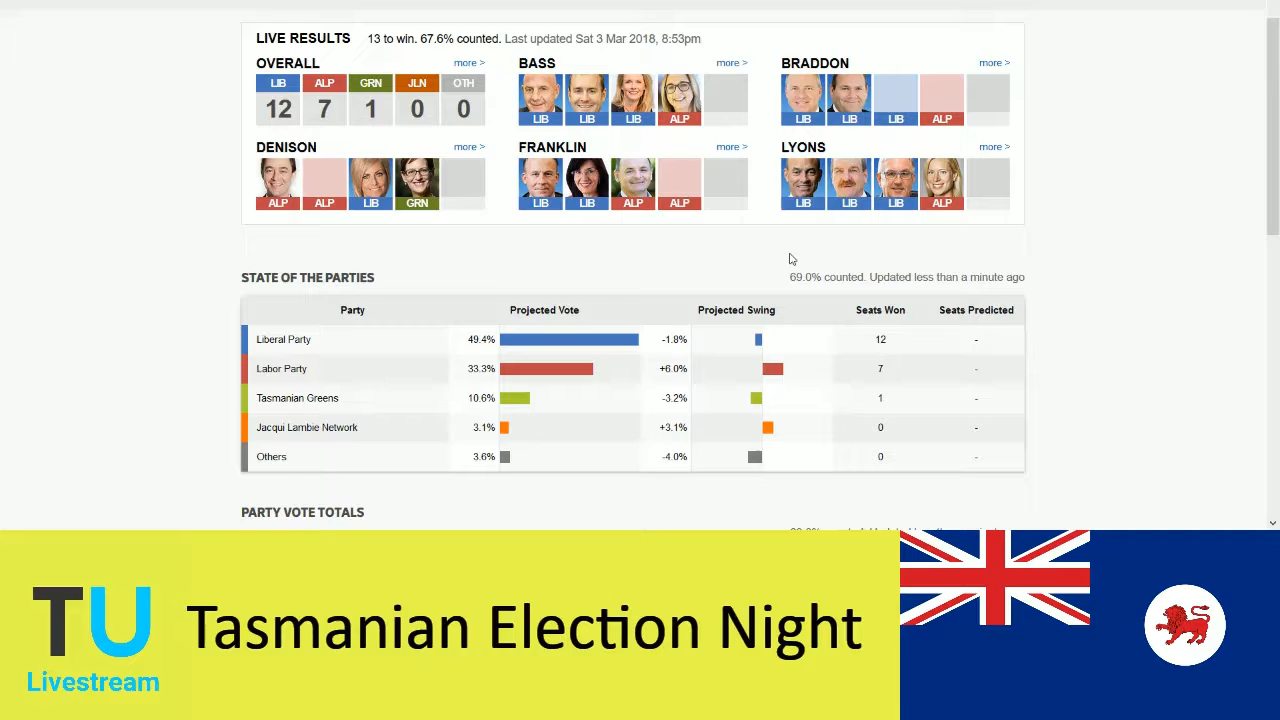 LIVE RESULTS 13 to win. 67.6% counted. Last updated Sat 3 Mar 2018, 8:53pm
OVERALL more >
LIB ALP GRN JLN OTH
12 7 1 0 0
BASS more >
LIB LIB LIB ALP
BRADDON more >
LIB LIB LIB ALP
DENISON more >
ALP ALP LIB GRN
FRANKLIN more >
LIB LIB ALP ALP
LYONS more >
LIB LIB LIB ALP
STATE OF THE PARTIES 69.0% counted. Updated less than a minute ago
Party Projected Vote Projected Swing Seats Won Seats Predicted
Liberal Party 49.4% -1.8% 12 -
Labor Party 33.3% +6.0% 7 -
Tasmanian Greens 10.6% -3.2% 1 -
Jacqui Lambie Network 3.1% +3.1% 0 -
Others 3.6% -4.0% 0 -
PARTY VOTE TOTALS
TU
Livestream
Tasmanian Election Night